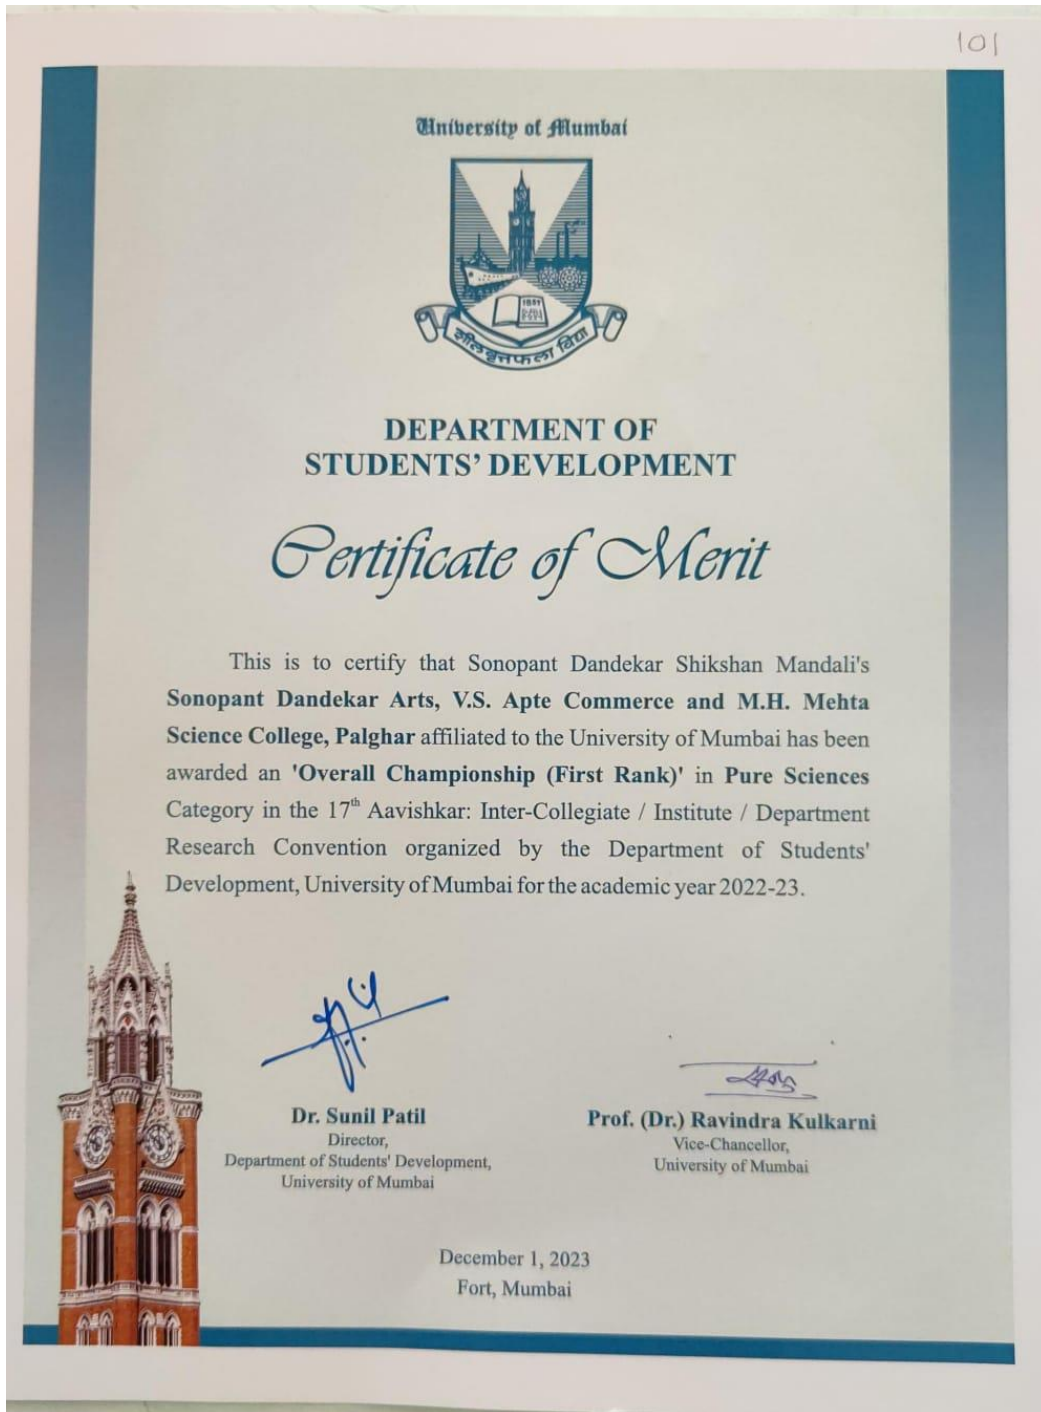 101
University of Mumbai
1857
शीलवृत्तफला विद्या
DEPARTMENT OF
STUDENTS' DEVELOPMENT
Certificate of Merit
This is to certify that Sonopant Dandekar Shikshan Mandali's
Sonopant Dandekar Arts, V.S. Apte Commerce and M.H. Mehta
Science College, Palghar affiliated to the University of Mumbai has been
awarded an 'Overall Championship (First Rank)' in Pure Sciences
Category in the 17th Aavishkar: Inter-Collegiate / Institute / Department
Research Convention organized by the Department of Students'
Development, University of Mumbai for the academic year 2022-23.
Dr. Sunil Patil
Director,
Department of Students' Development,
University of Mumbai
Prof. (Dr.) Ravindra Kulkarni
Vice-Chancellor,
University of Mumbai
December 1, 2023
Fort, Mumbai